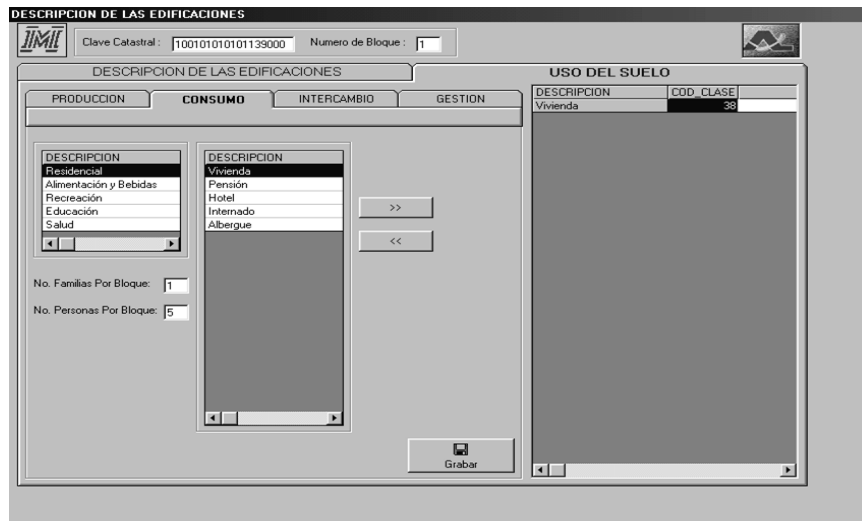 DESCRIPCION DE LAS EDIFICACIONES
IMI Clave Catastral : 100101010101139000 Numero de Bloque : 1
DESCRIPCION DE LAS EDIFICACIONES USO DEL SUELO
PRODUCCION CONSUMO INTERCAMBIO GESTION
DESCRIPCION COD_CLASE
Vivienda 38
DESCRIPCION
Residencial
Alimentación y Bebidas
Recreación
Educación
Salud
DESCRIPCION
Vivienda
Pensión
Hotel
Internado
Albergue
>>
<<
No. Familias Por Bloque: 1
No. Personas Por Bloque: 5
Grabar